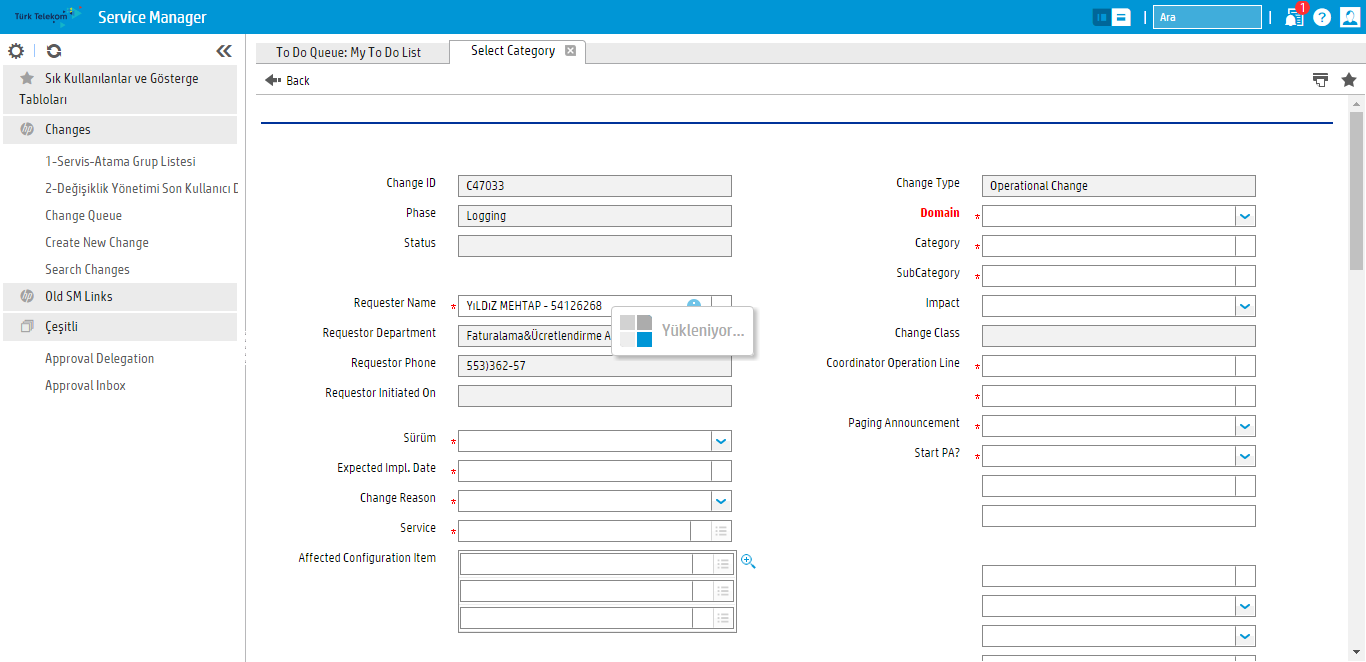 Türk Telekom
Service Manager
Ara
1
?
To Do Queue: My To Do List
Select Category
Back
Sık Kullanılanlar ve Gösterge
Tabloları
Changes
1-Servis-Atama Grup Listesi
2-Değişiklik Yönetimi Son Kullanıcı D
Change Queue
Create New Change
Search Changes
Old SM Links
Çeşitli
Approval Delegation
Approval Inbox
Change ID
C47033
Phase
Logging
Status
Requester Name * YıLDıZ MEHTAP - 54126268
Requestor Department
Faturalama&Ücretlendirme A
Requestor Phone
553)362-57
Requestor Initiated On
Yükleniyor...
Sürüm *
Expected Impl. Date *
Change Reason *
Service *
Affected Configuration Item
Change Type
Operational Change
Domain *
Category *
SubCategory *
Impact
Change Class
Coordinator Operation Line *
*
Paging Announcement *
Start PA? *